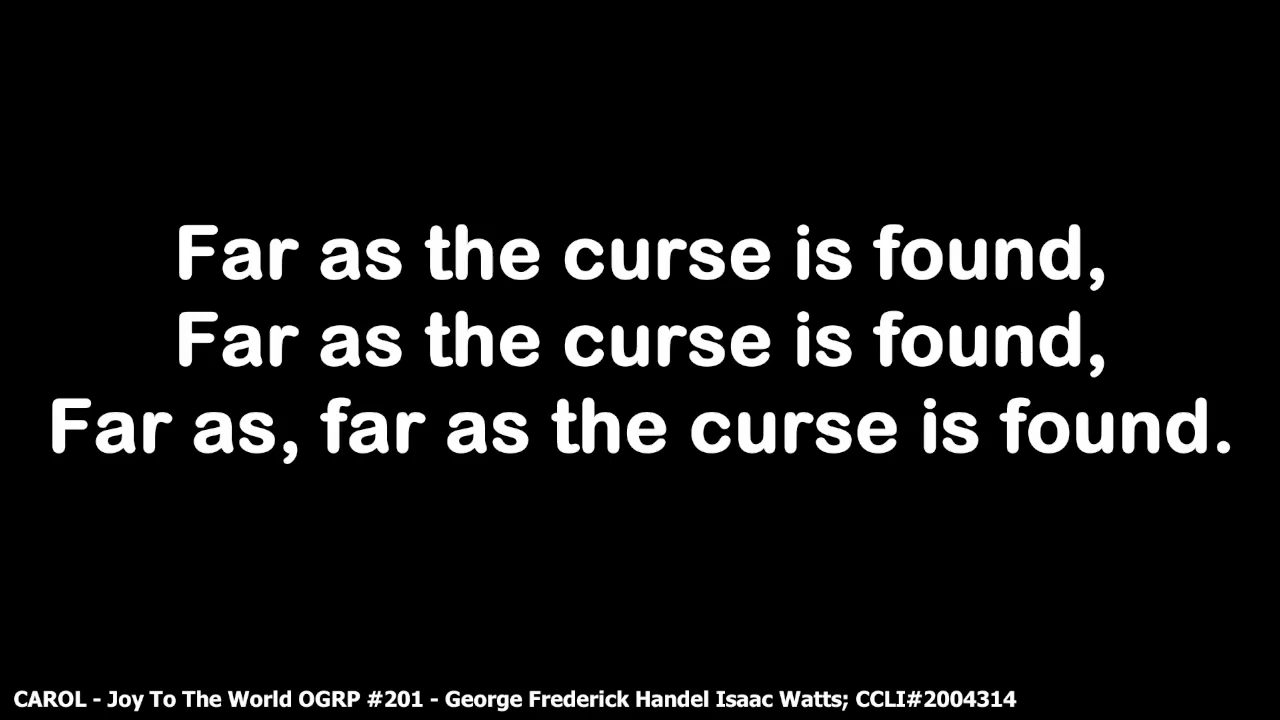 Far as the curse is found,
Far as the curse is found,
Far as, far as the curse is found.
CAROL - Joy To The World OGRP #201 - George Frederick Handel Isaac Watts; CCLI#2004314